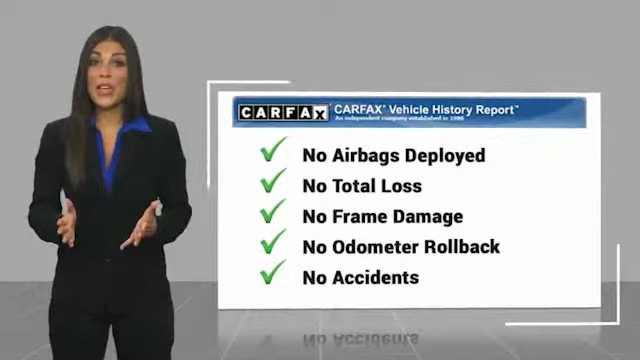 CARFAX CARFAX® Vehicle History Report™
An independent company established in 1986
No Airbags Deployed
No Total Loss
No Frame Damage
No Odometer Rollback
No Accidents